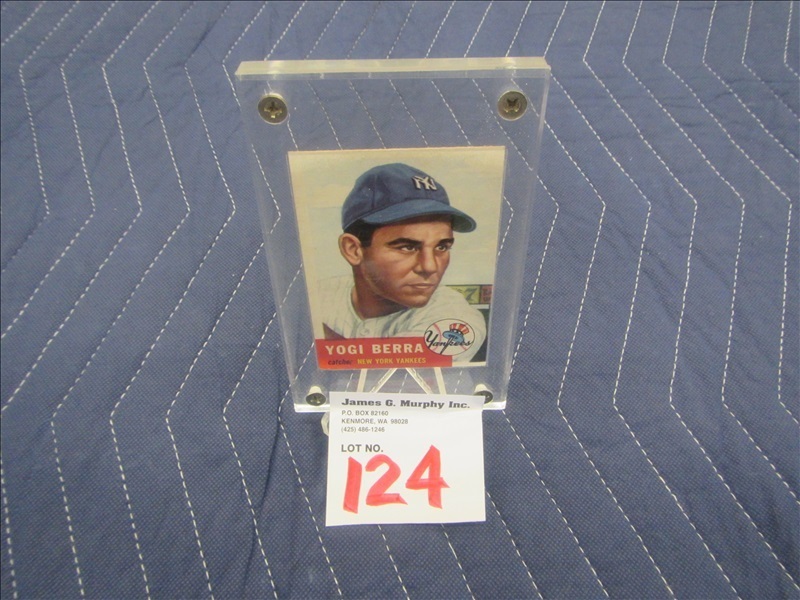 NY
YOGI BERRA
catcher NEW YORK YANKEES
Yankees
James G. Murphy Inc.
P.O. BOX 82160
KENMORE, WA 98028
(425) 486-1246
LOT NO.
124